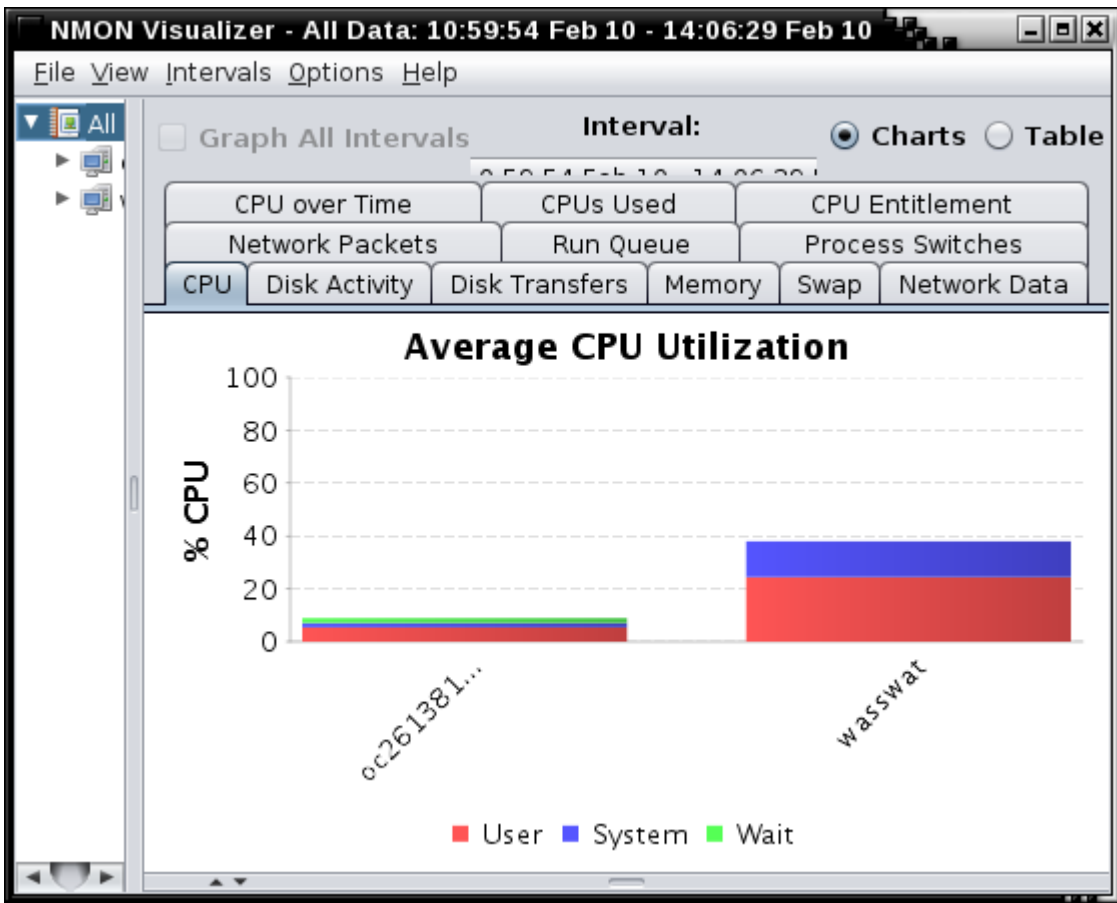 NMON Visualizer - All Data: 10:59:54 Feb 10 - 14:06:29 Feb 10
File View Intervals Options Help
All
Graph All Intervals
Interval:
Charts
Table
CPU over Time
CPUs Used
CPU Entitlement
Network Packets
Run Queue
Process Switches
CPU
Disk Activity
Disk Transfers
Memory
Swap
Network Data
Average CPU Utilization
% CPU
100
80
60
40
20
0
oc261381...
wasswat
User System Wait